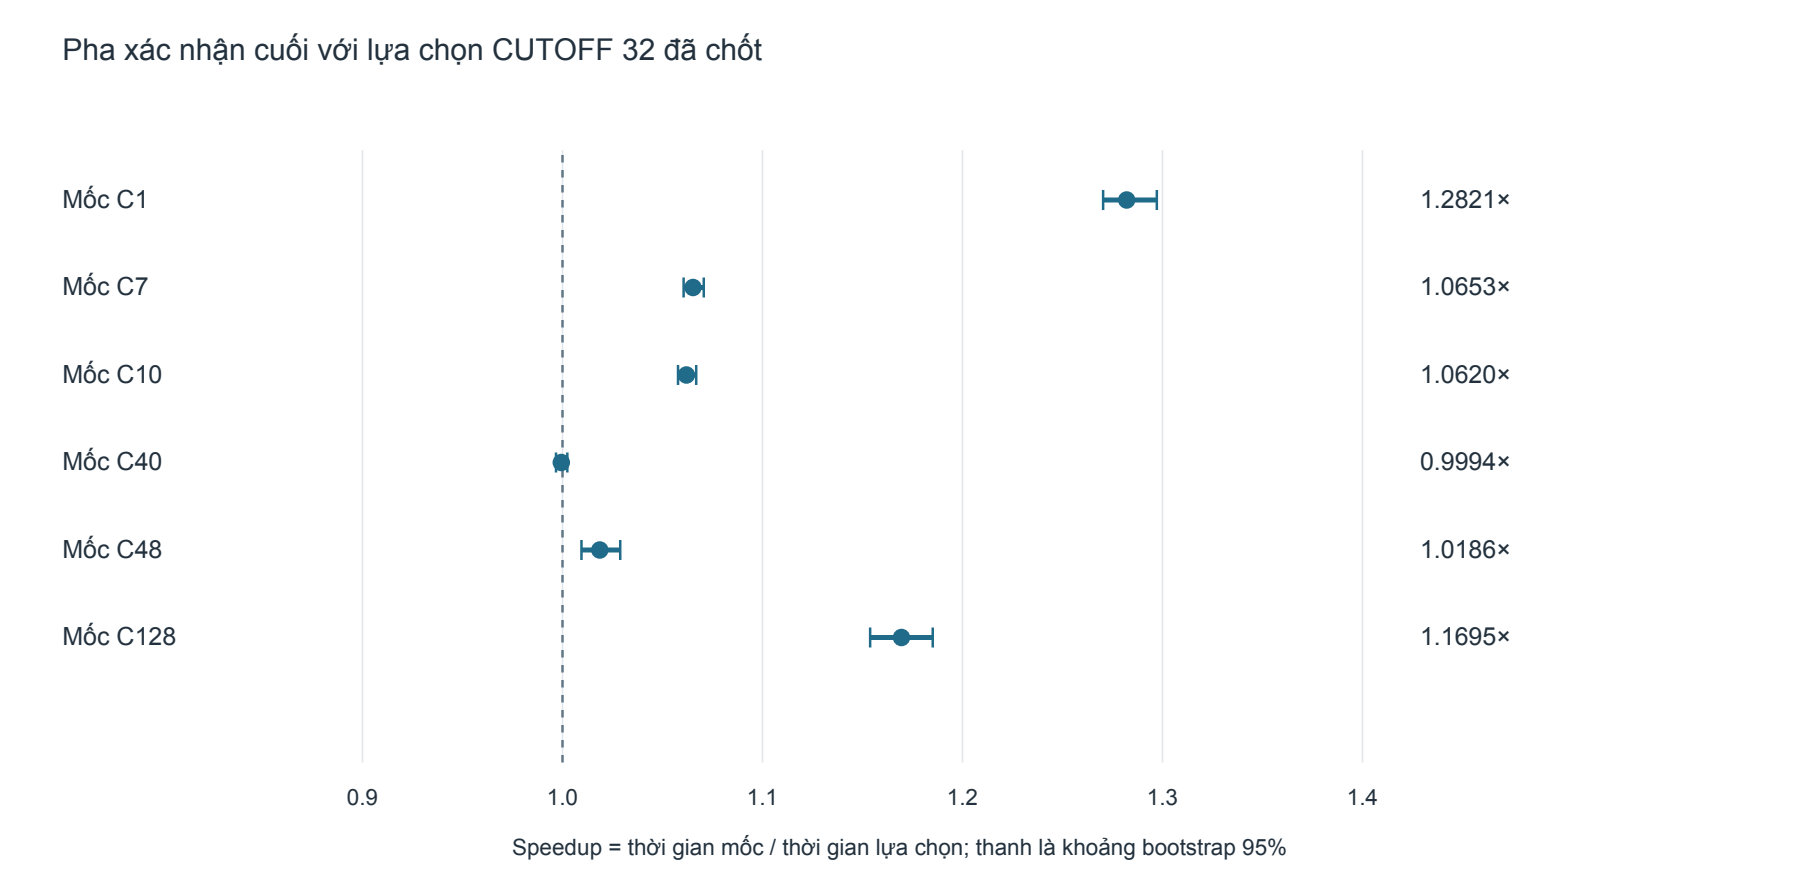 Pha xác nhận cuối với lựa chọn CUTOFF 32 đã chốt
Mốc C1 1.2821×
Mốc C7 1.0653×
Mốc C10 1.0620×
Mốc C40 0.9994×
Mốc C48 1.0186×
Mốc C128 1.1695×
0.9 1.0 1.1 1.2 1.3 1.4
Speedup = thời gian mốc / thời gian lựa chọn; thanh là khoảng bootstrap 95%